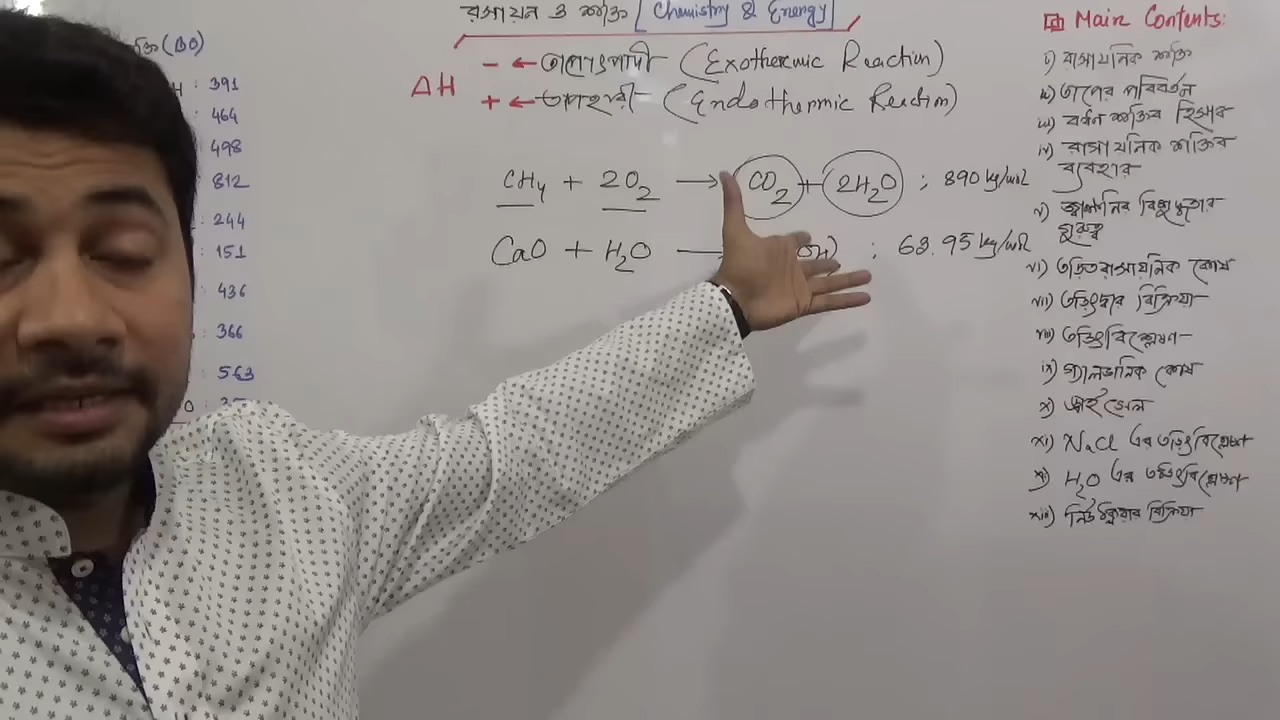 রসায়ন ও শক্তি [Chemistry & Energy]
ΔH
- ← তাপোৎপাদী (Exothermic Reaction)
+ ← তাপহারী (Endothermic Reaction)
CH4 + 2O2 → CO2 + 2H2O ; 890 kj/mol
CaO + H2O OH) ; 63.95 kj/mol
(BO)
H : 391
: 464
: 498
: 812
: 244
: 151
: 436
: 366
: 563
O :
Main Contents:
i) রাসায়নিক শক্তি
ii) তাপের পরিবর্তন
iii) বন্ধন শক্তির হিসাব
iv) রাসায়নিক শক্তির
ব্যবহার
v) জ্বালানির বিশুদ্ধতার
গুরুত্ব
vi) তড়িৎ রাসায়নিক কোষ
vii) তড়িৎদ্বার বিক্রিয়া
viii) তড়িৎবিশ্লেষণ
ix) গ্যালভানিক কোষ
x) ড্রাই সেল
xi) NaCl এর তড়িৎবিশ্লেষণ
xii) H2O এর তড়িৎবিশ্লেষণ
xiii) নিউক্লিয়ার বিক্রিয়া